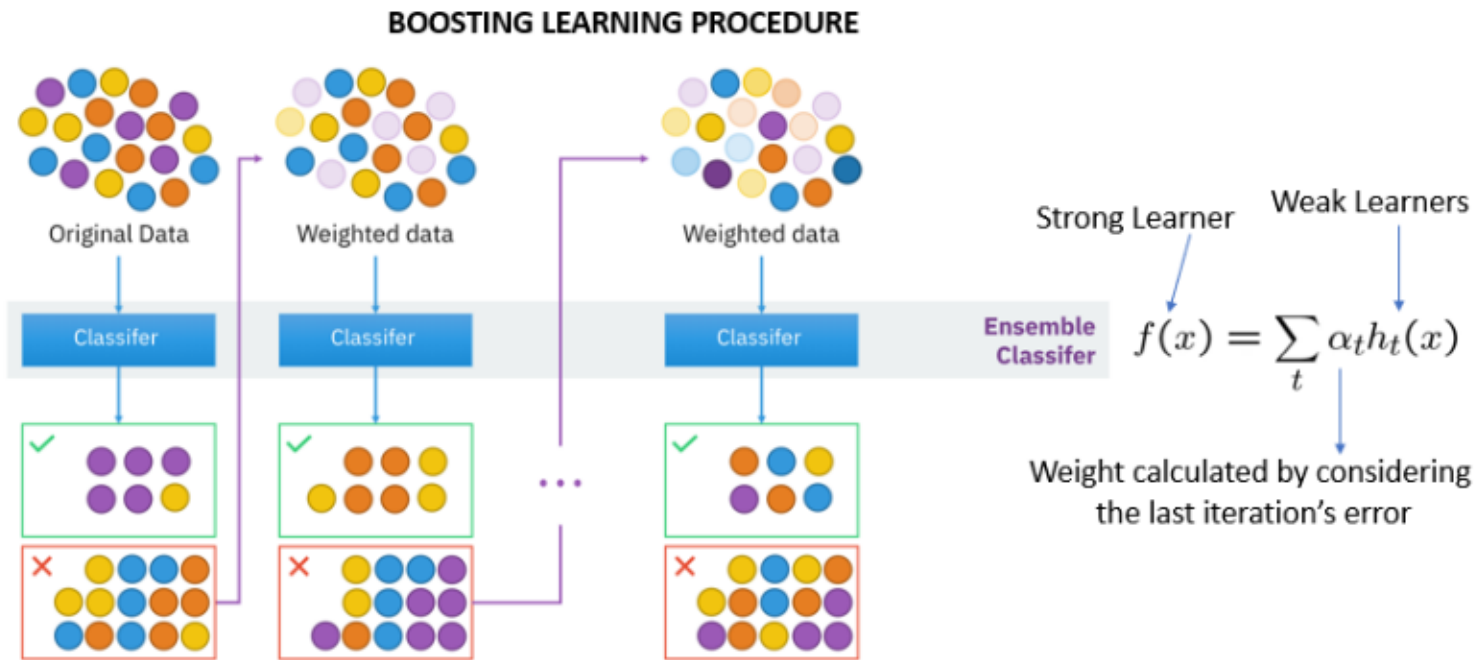 BOOSTING LEARNING PROCEDURE
Original Data
Weighted data
Weighted data
Strong Learner
Weak Learners
Classifer
Classifer
Classifer
Ensemble
Classifer
f(x) = ∑ₜ αₜhₜ(x)
...
Weight calculated by considering
the last iteration's error